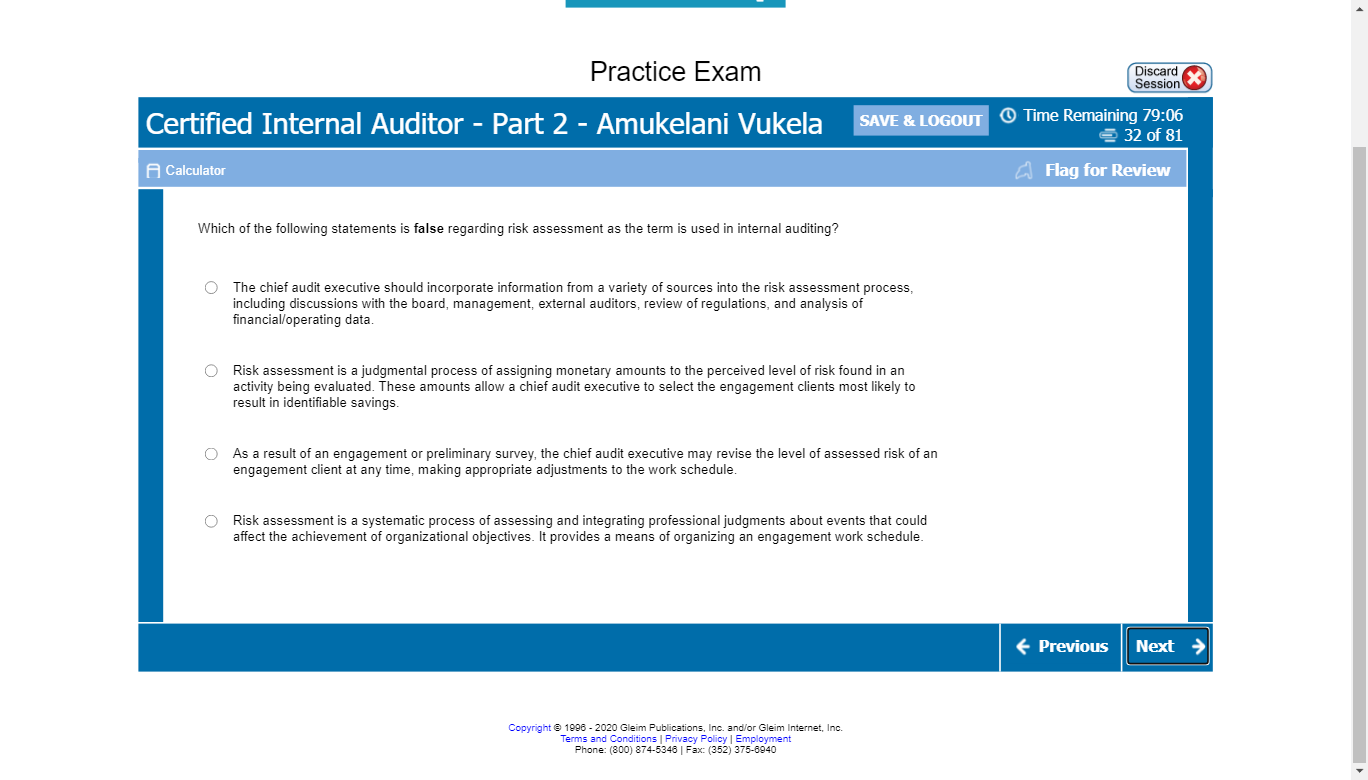 Practice Exam
Discard
Session
Certified Internal Auditor - Part 2 - Amukelani Vukela
SAVE & LOGOUT
Time Remaining 79:06
32 of 81
Calculator
Flag for Review
Which of the following statements is false regarding risk assessment as the term is used in internal auditing?
The chief audit executive should incorporate information from a variety of sources into the risk assessment process,
including discussions with the board, management, external auditors, review of regulations, and analysis of
financial/operating data.
Risk assessment is a judgmental process of assigning monetary amounts to the perceived level of risk found in an
activity being evaluated. These amounts allow a chief audit executive to select the engagement clients most likely to
result in identifiable savings.
As a result of an engagement or preliminary survey, the chief audit executive may revise the level of assessed risk of an
engagement client at any time, making appropriate adjustments to the work schedule.
Risk assessment is a systematic process of assessing and integrating professional judgments about events that could
affect the achievement of organizational objectives. It provides a means of organizing an engagement work schedule.
Previous
Next
Copyright © 1996 - 2020 Gleim Publications, Inc. and/or Gleim Internet, Inc.
Terms and Conditions | Privacy Policy | Employment
Phone: (800) 874-5346 | Fax: (352) 375-6940